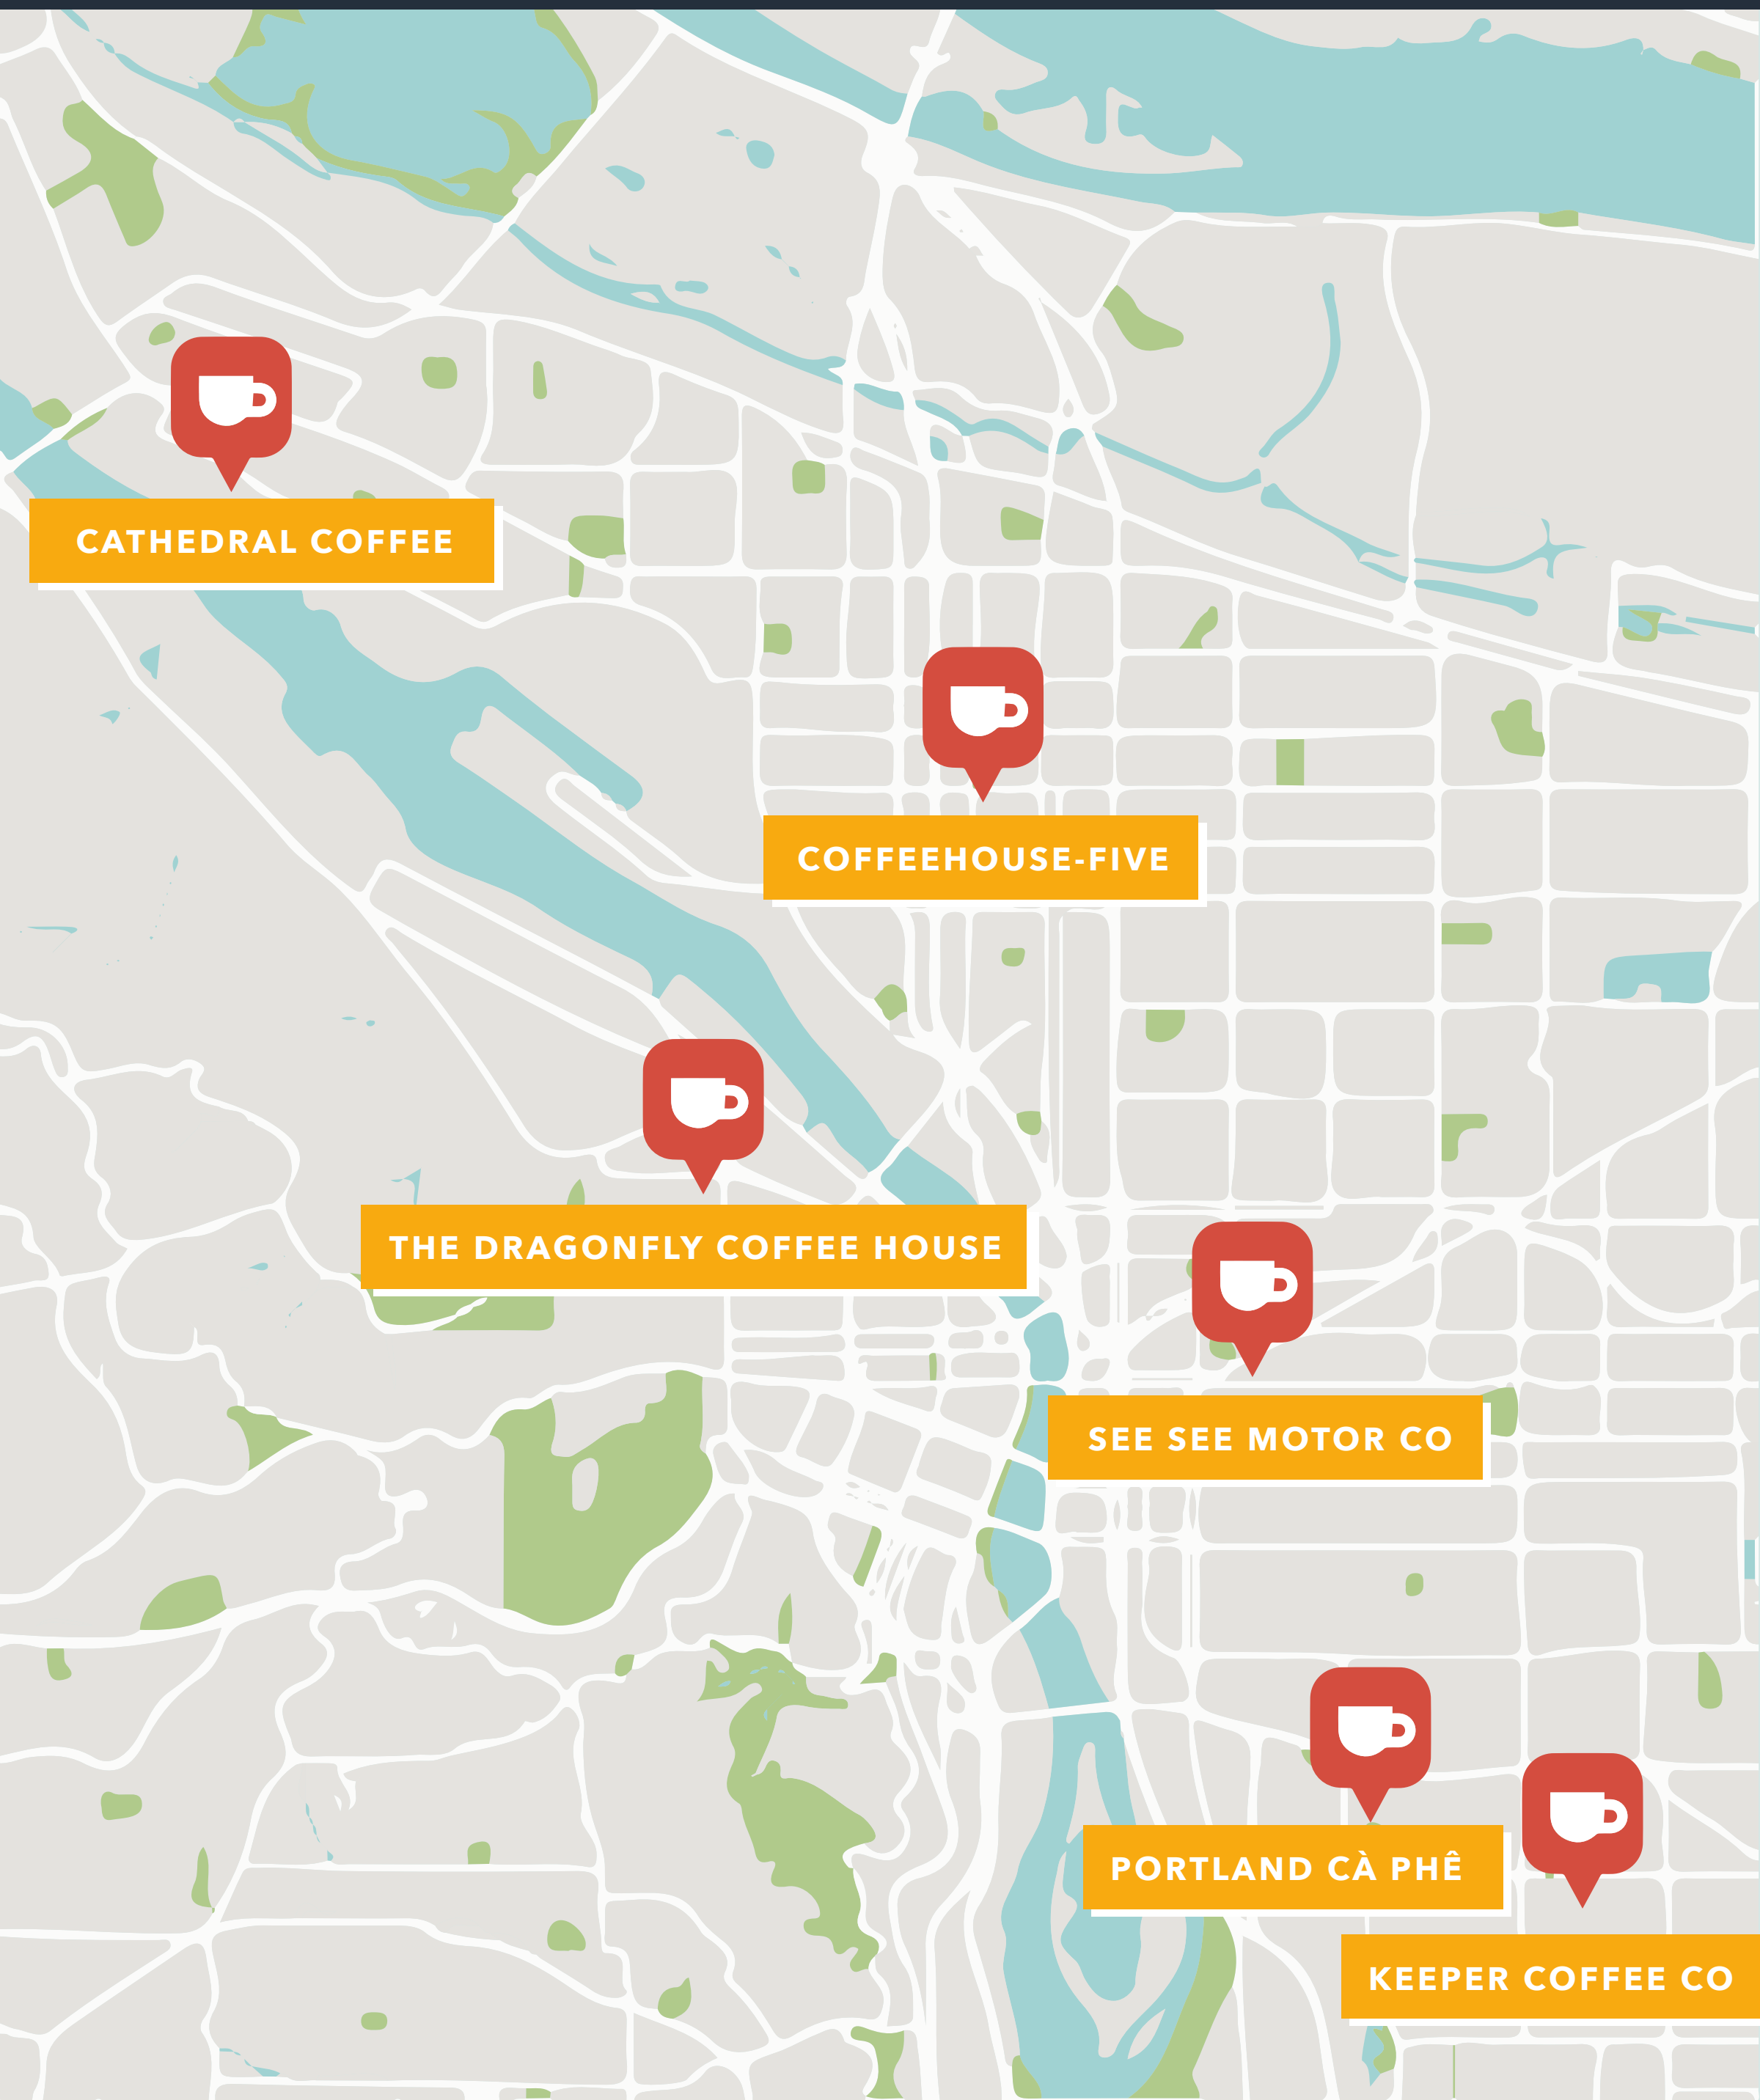 CATHEDRAL COFFEE
COFFEEHOUSE-FIVE
THE DRAGONFLY COFFEE HOUSE
SEE SEE MOTOR CO
PORTLAND CÀ PHÊ
KEEPER COFFEE CO